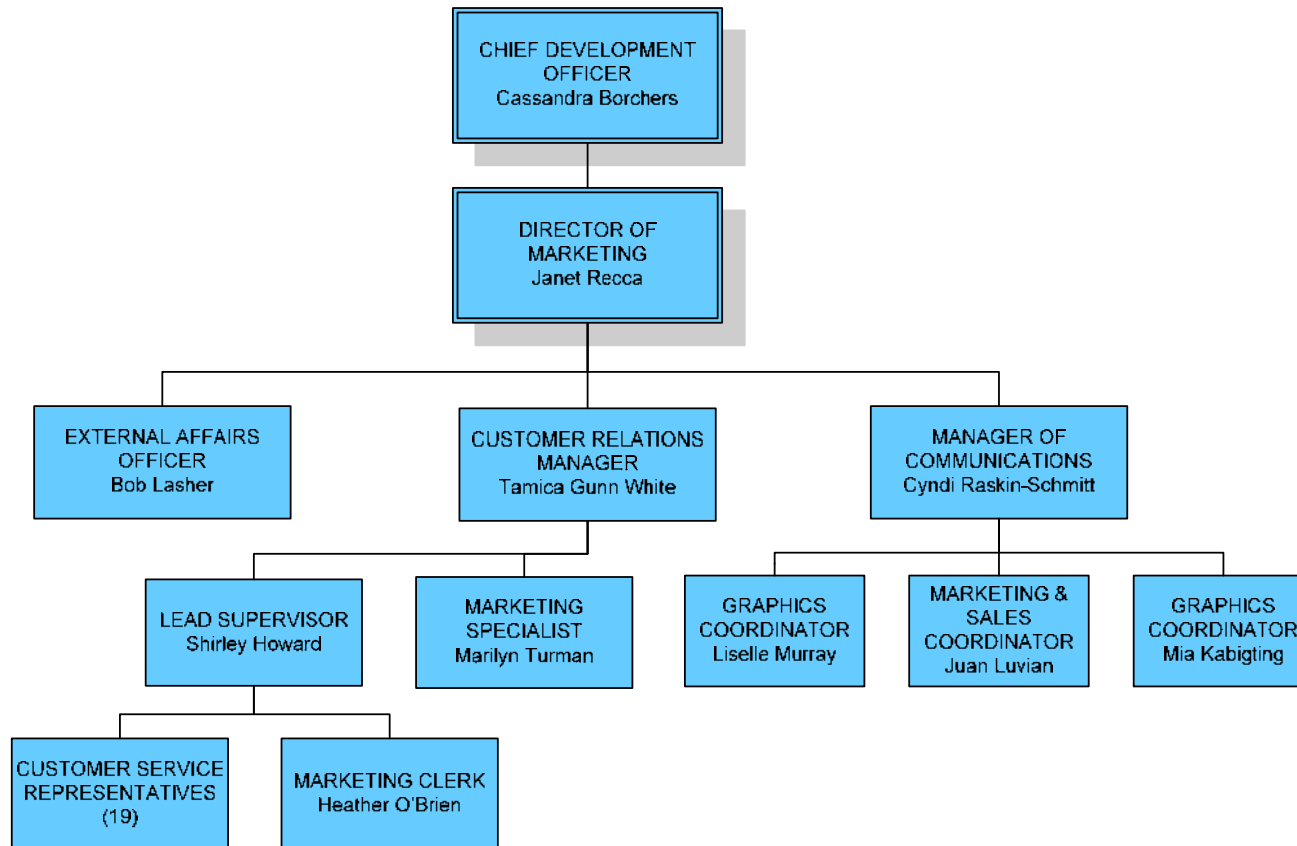 CHIEF DEVELOPMENT
OFFICER
Cassandra Borchers
DIRECTOR OF
MARKETING
Janet Recca
EXTERNAL AFFAIRS
OFFICER
Bob Lasher
CUSTOMER RELATIONS
MANAGER
Tamica Gunn White
MANAGER OF
COMMUNICATIONS
Cyndi Raskin-Schmitt
LEAD SUPERVISOR
Shirley Howard
MARKETING
SPECIALIST
Marilyn Turman
GRAPHICS
COORDINATOR
Liselle Murray
MARKETING &
SALES
COORDINATOR
Juan Luvian
GRAPHICS
COORDINATOR
Mia Kabigting
CUSTOMER SERVICE
REPRESENTATIVES
(19)
MARKETING CLERK
Heather O'Brien